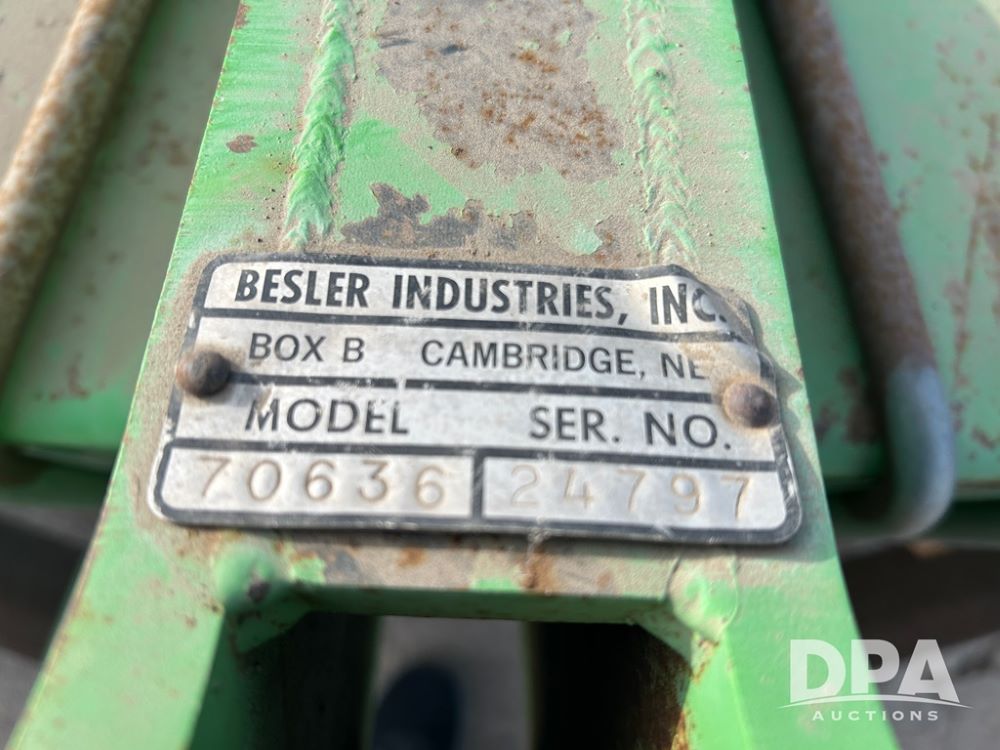 BESLER INDUSTRIES, INC.
BOX B CAMBRIDGE, NE
MODEL SER. NO.
70636 24797
DPA
AUCTIONS